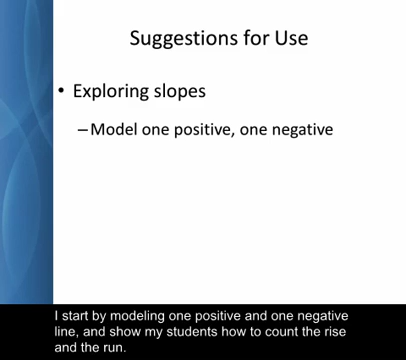 Suggestions for Use
• Exploring slopes
–Model one positive, one negative
I start by modeling one positive and one negative
line, and show my students how to count the rise
and the run.